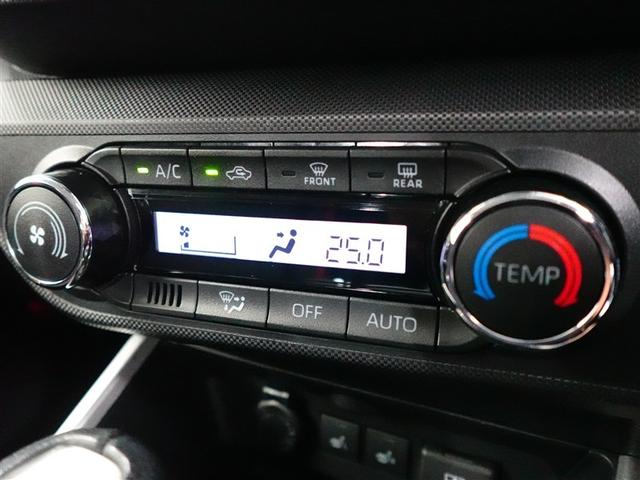 A/C
FRONT
REAR
25.0
TEMP
OFF
AUTO